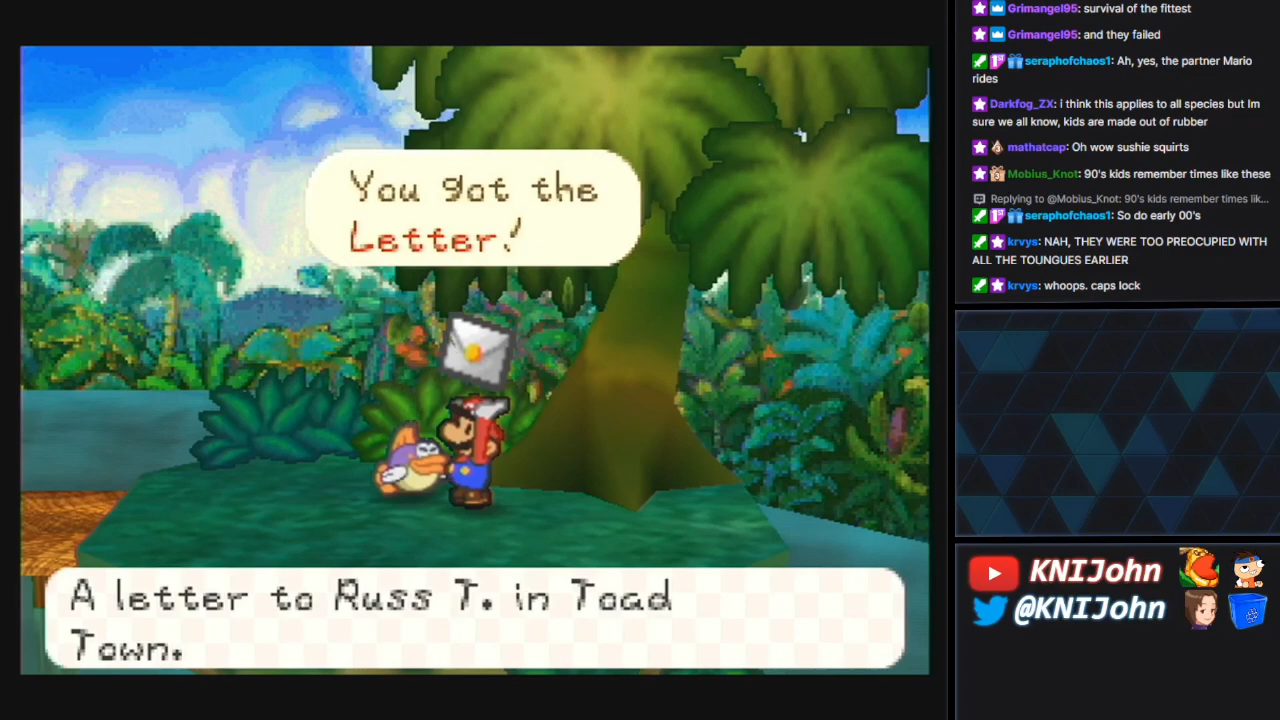 You got the
Letter!
A letter to Russ T. in Toad
Town.
Grimangel95: survival of the fittest
Grimangel95: and they failed
seraphofchaos1: Ah, yes, the partner Mario
rides
Darkfog_ZX: i think this applies to all species but Im
sure we all know, kids are made out of rubber
mathatcap: Oh wow sushie squirts
Mobius_Knot: 90's kids remember times like these
Replying to @Mobius_Knot: 90's kids remember times lik...
seraphofchaos1: So do early 00's
krvys: NAH, THEY WERE TOO PREOCUPIED WITH
ALL THE TOUNGUES EARLIER
krvys: whoops. caps lock
KNIJohn
@KNIJohn